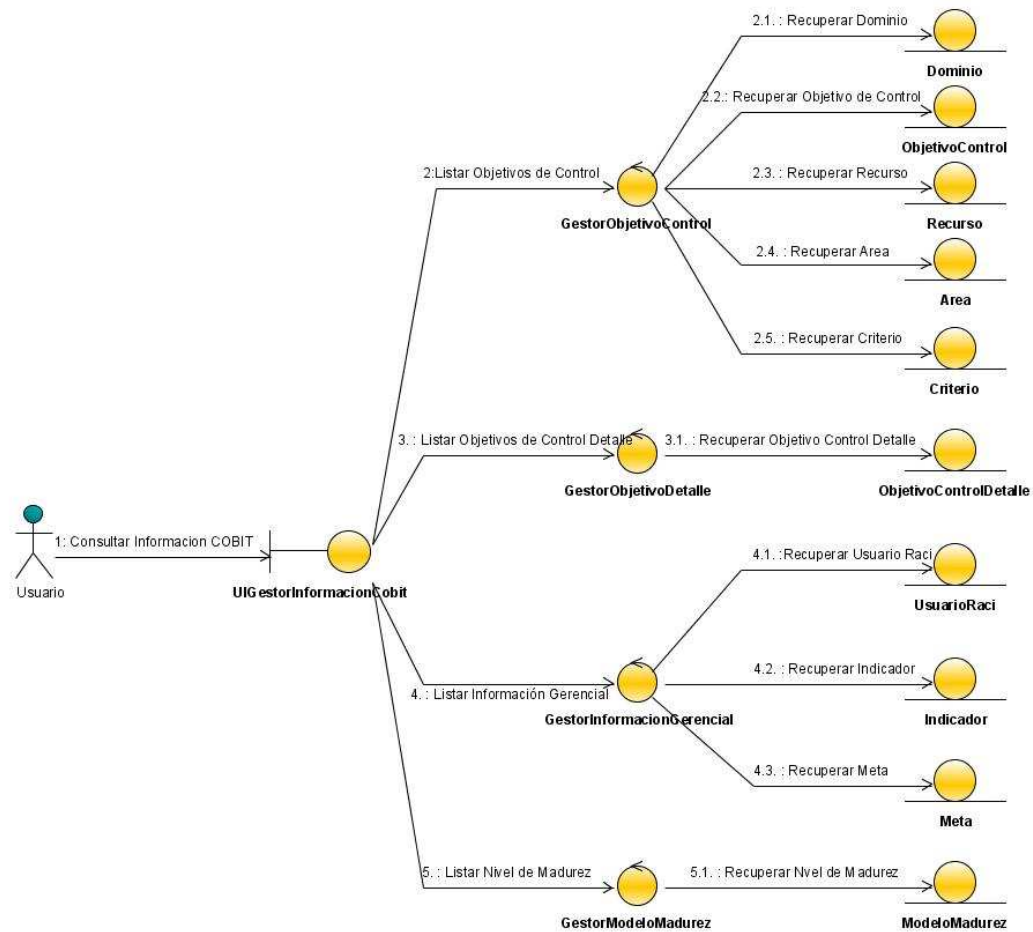 2.1. : Recuperar Dominio
Dominio
2.2.: Recuperar Objetivo de Control
ObjetivoControl
2:Listar Objetivos de Control
2.3. : Recuperar Recurso
GestorObjetivoControl
Recurso
2.4. : Recuperar Area
Area
2.5. : Recuperar Criterio
Criterio
3. : Listar Objetivos de Control Detalle
3.1. : Recuperar Objetivo Control Detalle
GestorObjetivoDetalle
ObjetivoControlDetalle
1: Consultar Informacion COBIT
Usuario
UIGestorInformacionCobit
4.1. :Recuperar Usuario Raci
UsuarioRaci
4. : Listar Información Gerencial
4.2. : Recuperar Indicador
GestorInformacionGerencial
Indicador
4.3. : Recuperar Meta
Meta
5. : Listar Nivel de Madurez
5.1. : Recuperar Nvel de Madurez
GestorModeloMadurez
ModeloMadurez